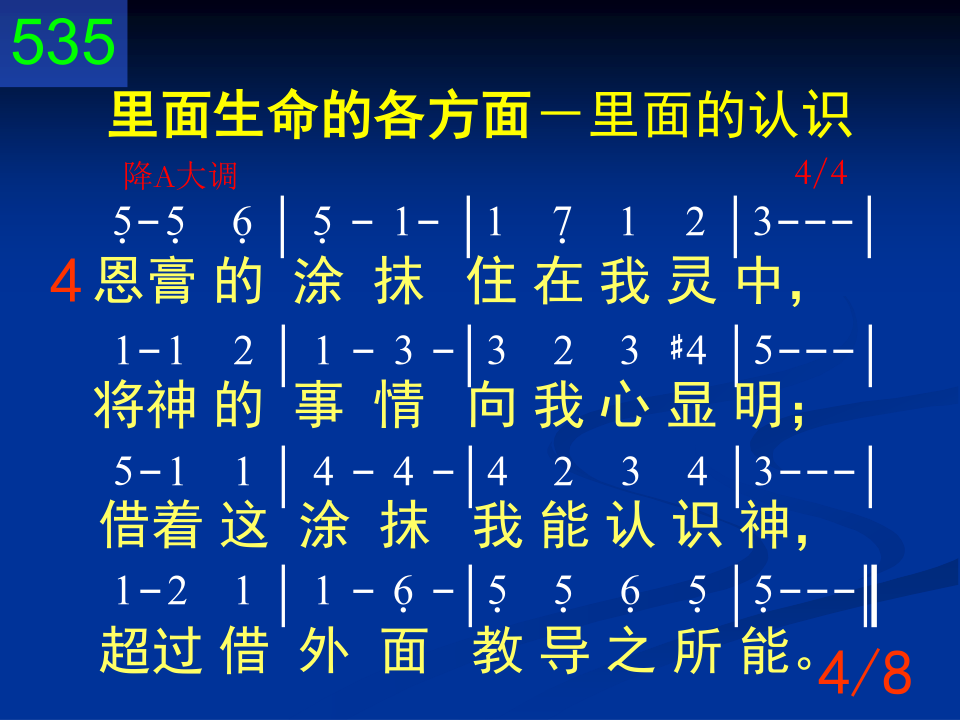 535
里面生命的各方面－里面的认识
降A大调 4/4
5̣-5̣ 6̣ | 5̣ - 1- | 1 7̣ 1 2 | 3---|
4 恩膏的涂抹住在我灵中，
1-1 2 | 1 - 3 -| 3 2 3 #4 | 5---|
将神的事情向我心显明；
5-1 1 | 4 - 4 -| 4 2 3 4 | 3---|
借着这涂抹我能认识神，
1-2 1 | 1 - 6̣ -| 5̣ 5̣ 6̣ 5̣ | 5̣---‖
超过借外面教导之所能。
4/8